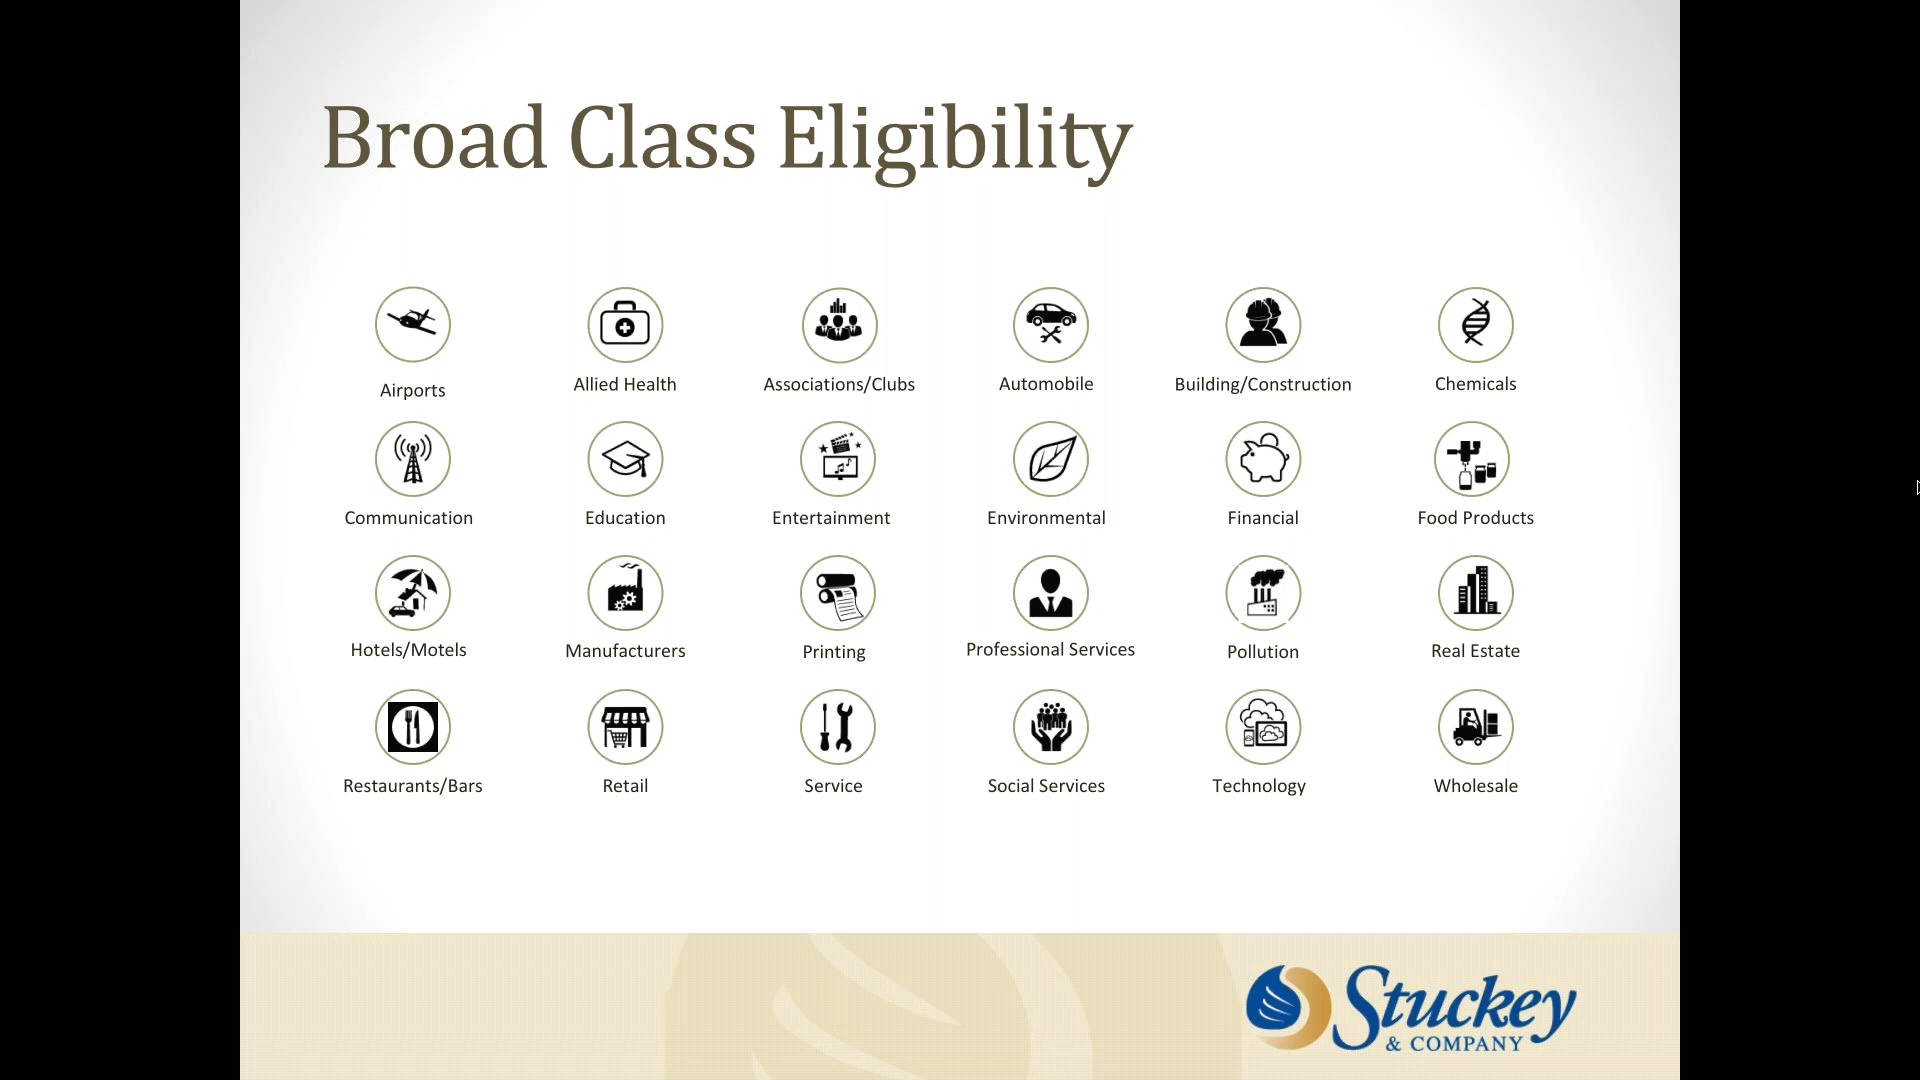 Broad Class Eligibility
Airports
Allied Health
Associations/Clubs
Automobile
Building/Construction
Chemicals
Communication
Education
Entertainment
Environmental
Financial
Food Products
Hotels/Motels
Manufacturers
Printing
Professional Services
Pollution
Real Estate
Restaurants/Bars
Retail
Service
Social Services
Technology
Wholesale
Stuckey
& COMPANY